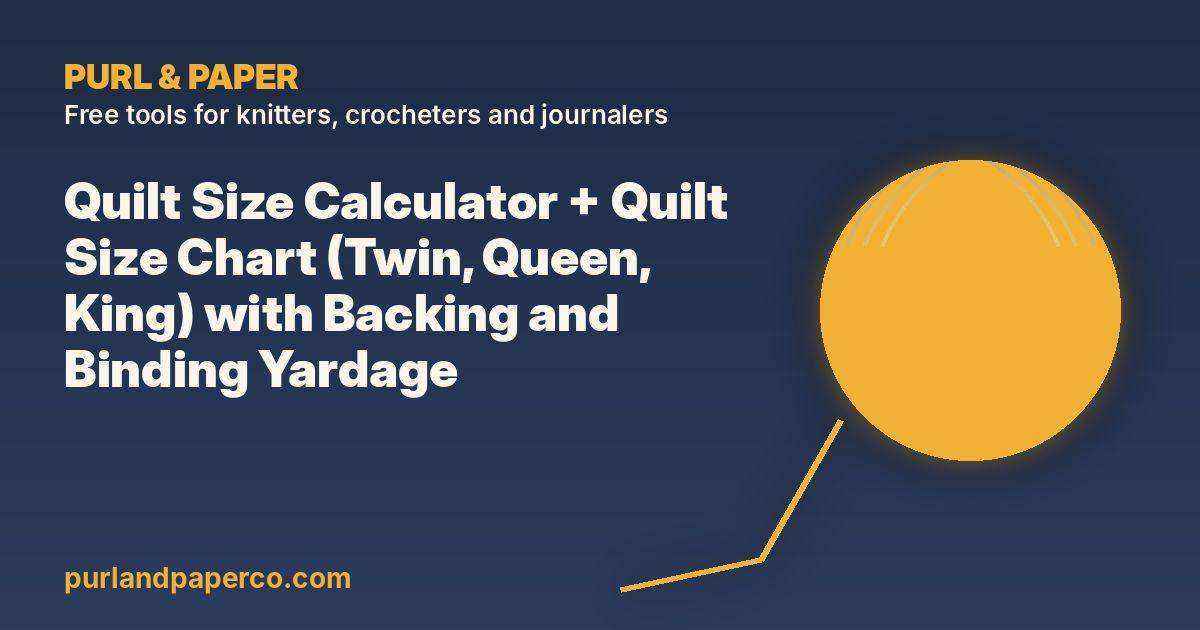 PURL & PAPER
Free tools for knitters, crocheters and journalers
Quilt Size Calculator + Quilt
Size Chart (Twin, Queen,
King) with Backing and
Binding Yardage
purlandpaperco.com